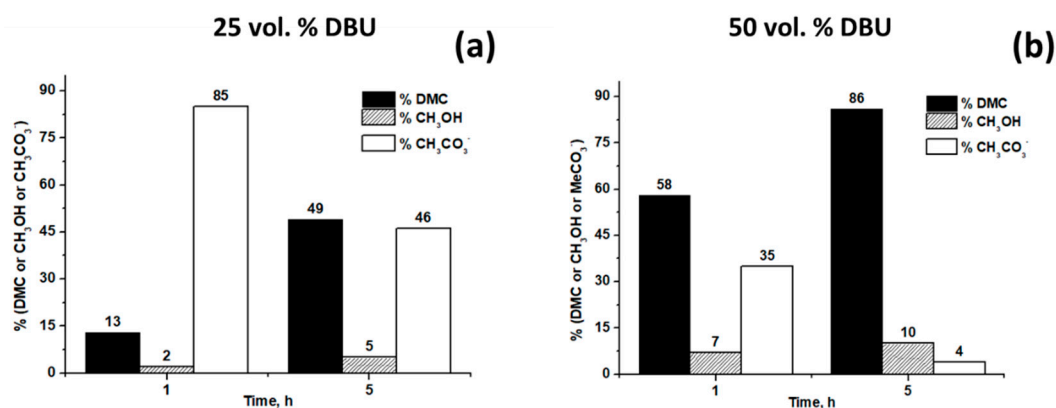 25 vol. % DBU
(a)
% (DMC or CH₃OH or CH₃CO₃⁻)
90
75
60
45
30
15
0
% DMC
% CH₃OH
% CH₃CO₃⁻
13
2
85
49
5
46
1
5
Time, h
50 vol. % DBU
(b)
% (DMC or CH₃OH or MeCO₃⁻)
90
75
60
45
30
15
0
% DMC
% CH₃OH
% CH₃CO₃⁻
58
7
35
86
10
4
1
5
Time, h